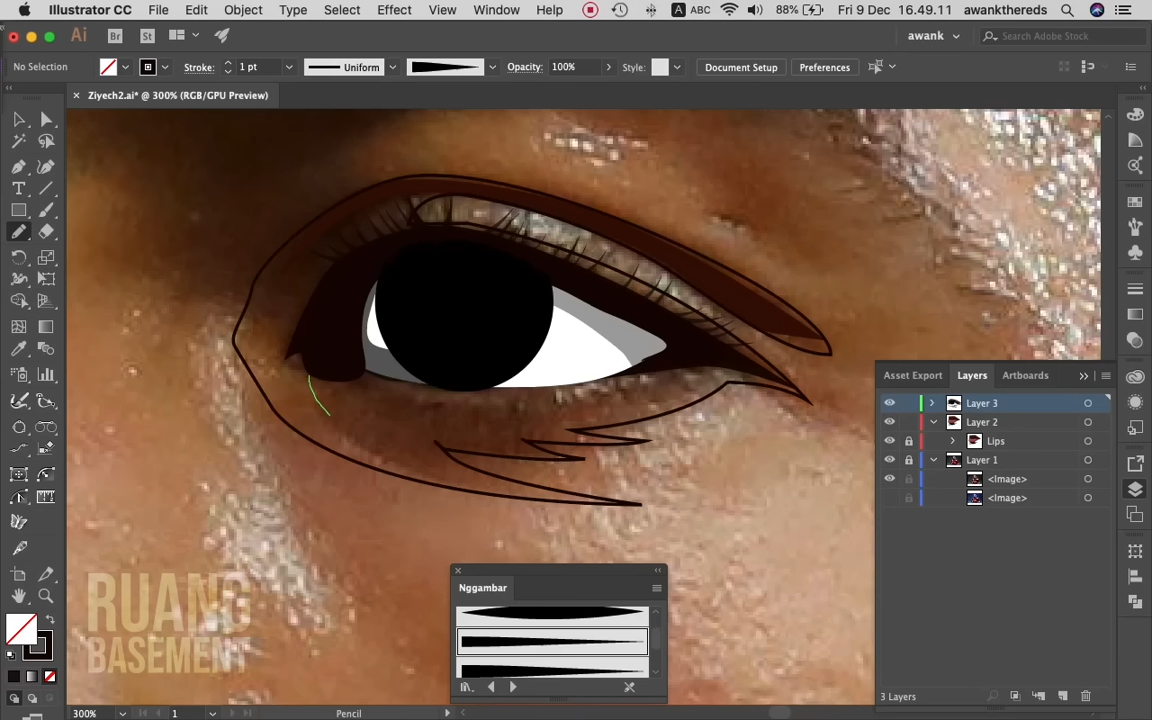 Illustrator CC File Edit Object Type Select Effect View Window Help A ABC 88% Fri 9 Dec 16.49.11 awankthereds
Ai Br St awank Search Adobe Stock
No Selection Stroke: 1 pt Uniform Opacity: 100% Style: Document Setup Preferences
Ziyech2.ai* @ 300% (RGB/GPU Preview)
Asset Export Layers Artboards
Layer 3
Layer 2
Lips
Layer 1
<Image>
<Image>
3 Layers
Nggambar
RUANG
BASEMENT
300% 1 Pencil